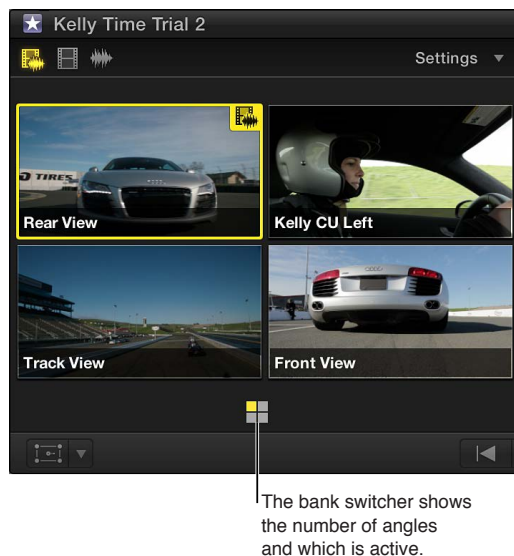 Kelly Time Trial 2
Settings
TIRES
Rear View
Kelly CU Left
Track View
Front View
The bank switcher shows
the number of angles
and which is active.